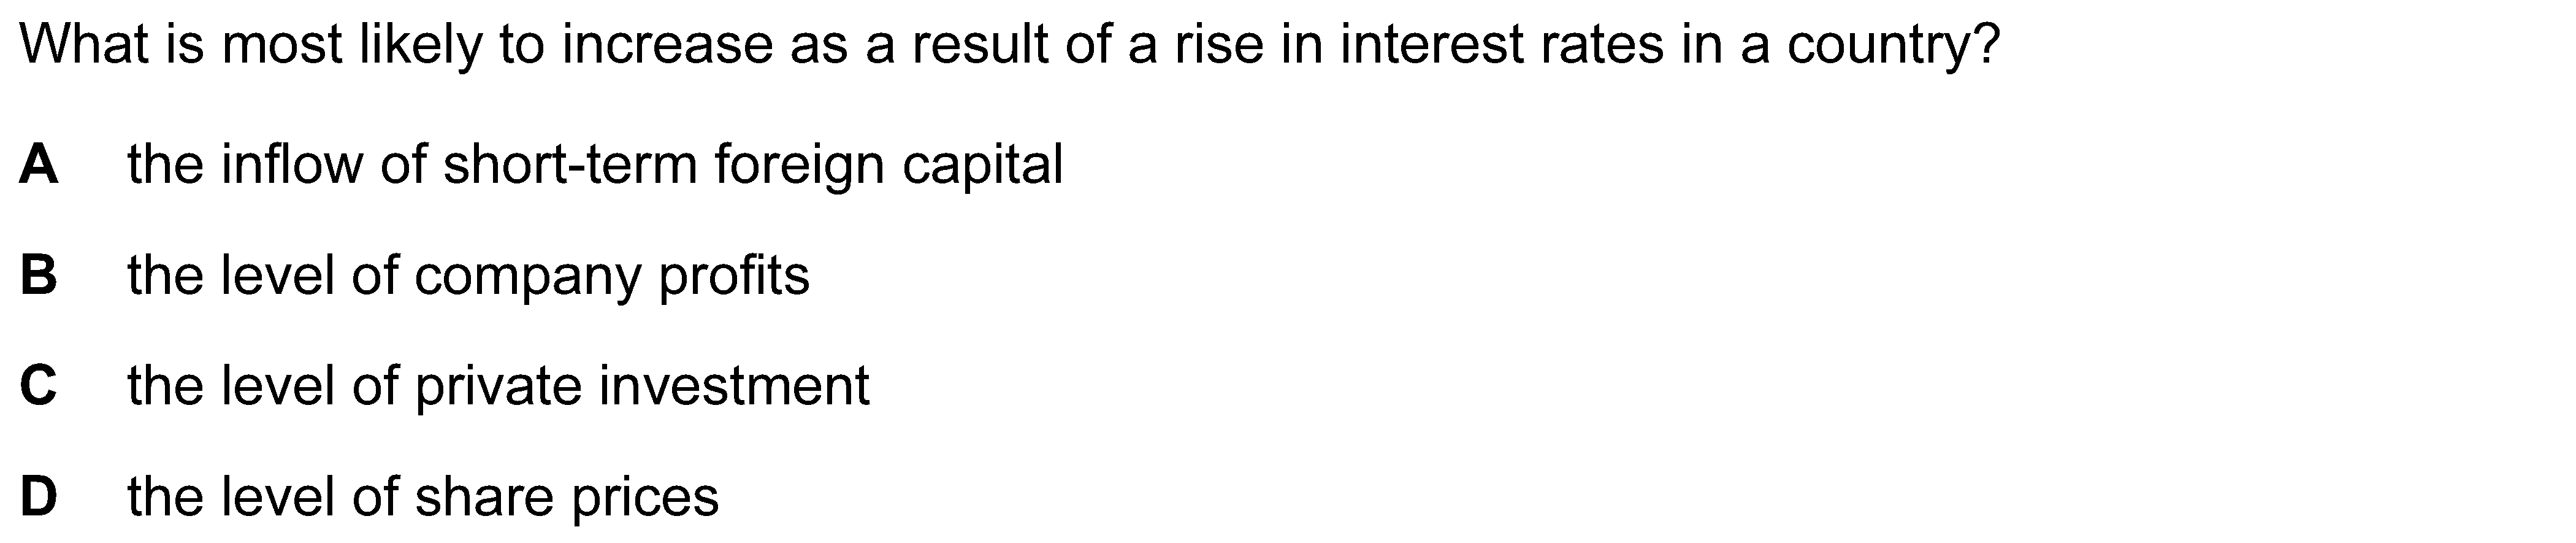 What is most likely to increase as a result of a rise in interest rates in a country?
A the inflow of short-term foreign capital
B the level of company profits
C the level of private investment
D the level of share prices